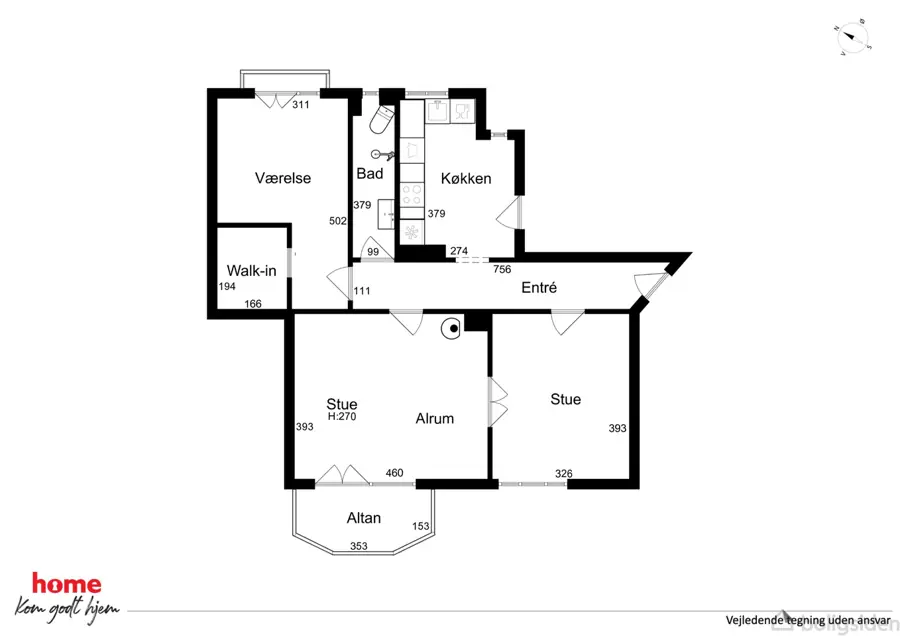 N
Ø
V
S
311
Værelse
Bad
Køkken
379
379
502
274
99
756
Walk-in
194
166
111
Entré
Stue
H:270
Alrum
Stue
393
393
460
326
Altan
153
353
home
Kom godt hjem
Vejledende tegning uden ansvar
boligsiden